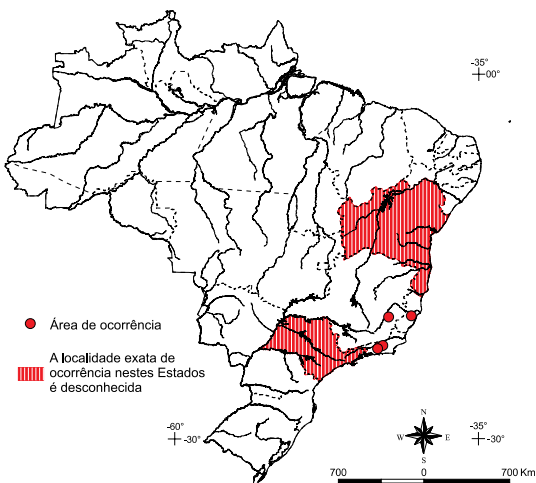 -35°
00°
Área de ocorrência
A localidade exata de
ocorrência nestes Estados
é desconhecida
-60°
-30°
N
W E
S
-35°
-30°
700 0 700 Km